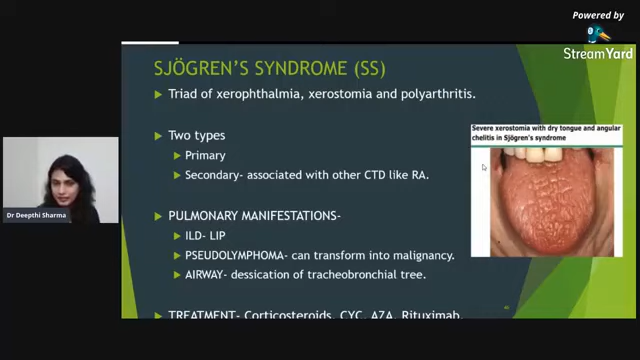 Powered by
StreamYard
SJÖGREN'S SYNDROME (SS)
Triad of xerophthalmia, xerostomia and polyarthritis.
Two types
Primary
Secondary- associated with other CTD like RA.
Severe xerostomia with dry tongue and angular
chelitis in Sjögren's syndrome
Dr Deepthi Sharma
PULMONARY MANIFESTATIONS-
ILD- LIP
PSEUDOLYMPHOMA- can transform into malignancy.
AIRWAY- dessication of tracheobronchial tree.
TREATMENT- Corticosteroids, CYC, AZA, Rituximab.